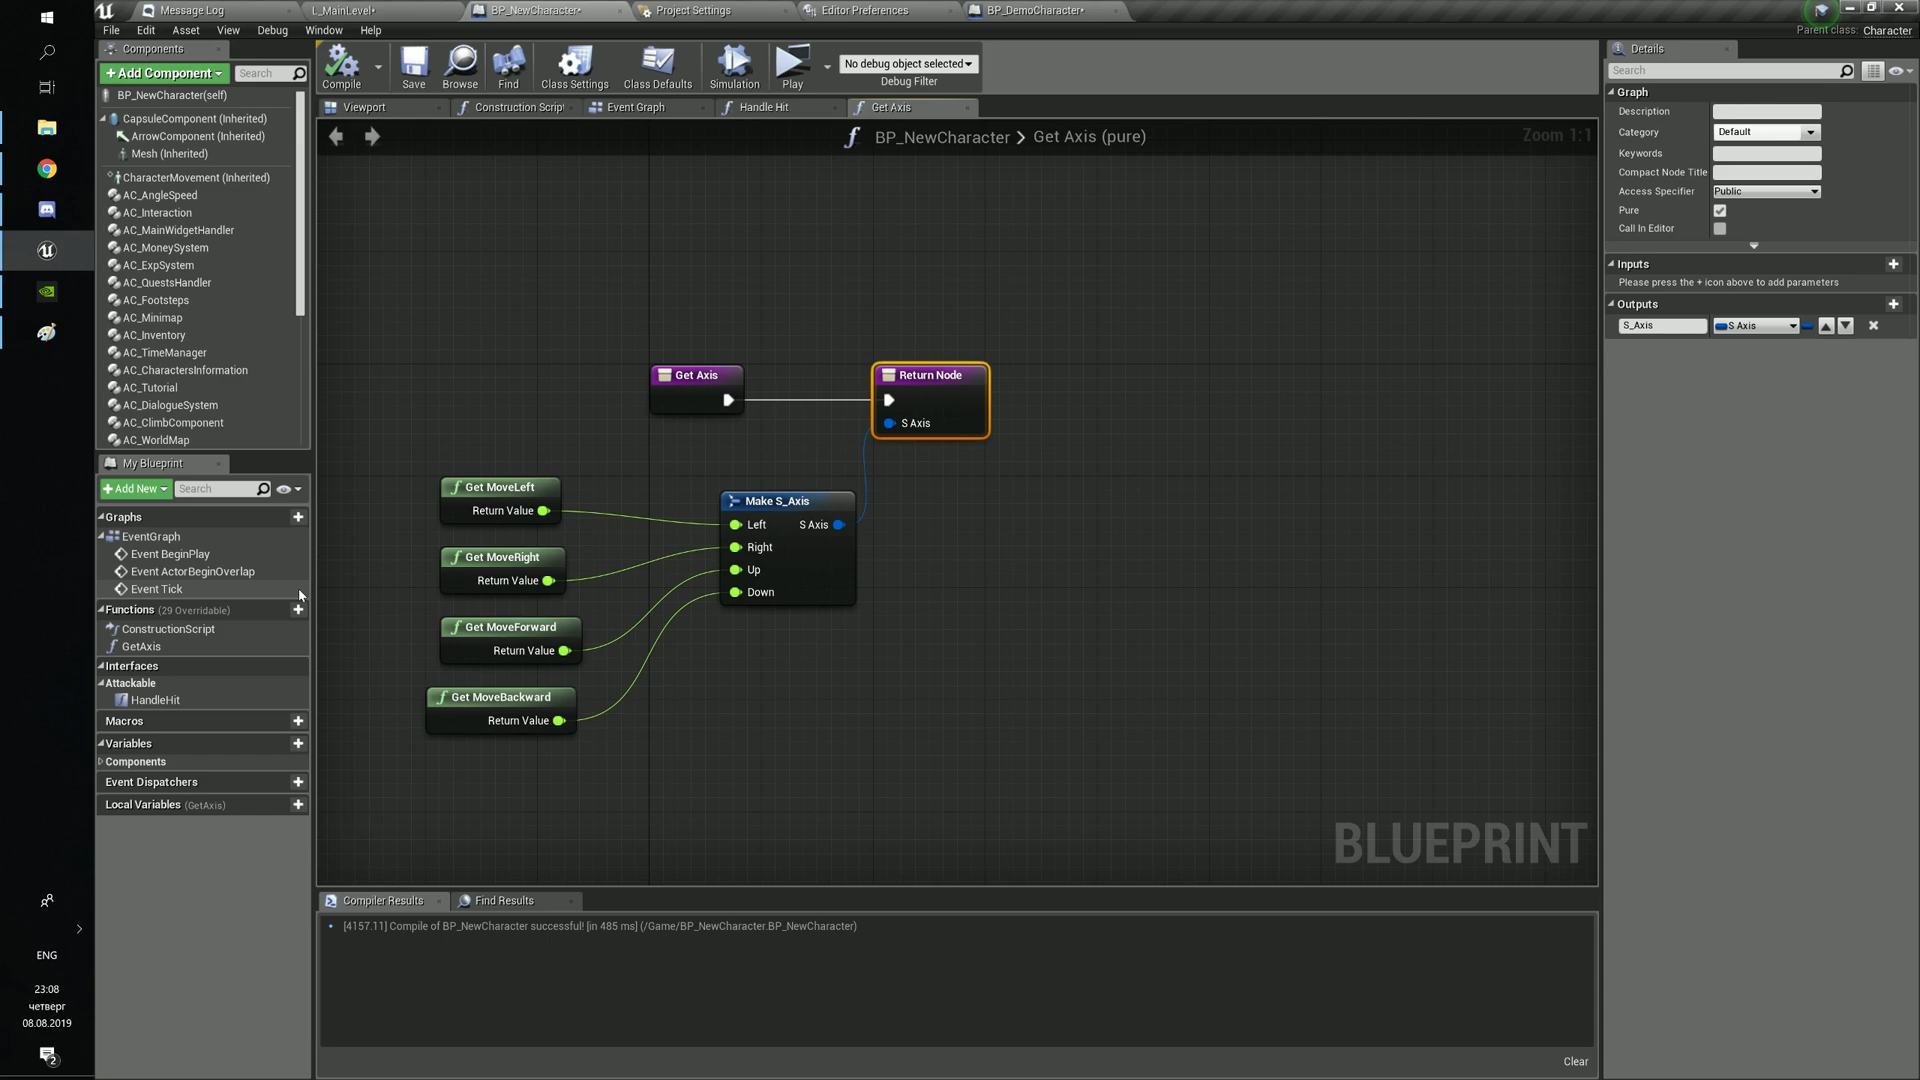 Message Log
L_MainLevel•
BP_NewCharacter•
Project Settings
Editor Preferences
BP_DemoCharacter•
File Edit Asset View Debug Window Help
Parent class: Character
Components
+ Add Component
Search
BP_NewCharacter(self)
CapsuleComponent (Inherited)
ArrowComponent (Inherited)
Mesh (Inherited)
CharacterMovement (Inherited)
AC_AngleSpeed
AC_Interaction
AC_MainWidgetHandler
AC_MoneySystem
AC_ExpSystem
AC_QuestsHandler
AC_Footsteps
AC_Minimap
AC_Inventory
AC_TimeManager
AC_CharactersInformation
AC_Tutorial
AC_DialogueSystem
AC_ClimbComponent
AC_WorldMap
My Blueprint
+ Add New
Search
Graphs
EventGraph
Event BeginPlay
Event ActorBeginOverlap
Event Tick
Functions (29 Overridable)
ConstructionScript
GetAxis
Interfaces
Attackable
HandleHit
Macros
Variables
Components
Event Dispatchers
Local Variables (GetAxis)
Compile
Save
Browse
Find
Class Settings
Class Defaults
Simulation
Play
No debug object selected
Debug Filter
Viewport
Construction Script
Event Graph
Handle Hit
Get Axis
BP_NewCharacter > Get Axis (pure)
Zoom 1:1
Get Axis
Return Node
S Axis
Get MoveLeft
Return Value
Get MoveRight
Return Value
Get MoveForward
Return Value
Get MoveBackward
Return Value
Make S_Axis
Left S Axis
Right
Up
Down
BLUEPRINT
Compiler Results
Find Results
[4157.11] Compile of BP_NewCharacter successful! [in 485 ms] (/Game/BP_NewCharacter.BP_NewCharacter)
Clear
Details
Search
Graph
Description
Category Default
Keywords
Compact Node Title
Access Specifier Public
Pure
Call In Editor
Inputs
Please press the + icon above to add parameters
Outputs
S_Axis S Axis
ENG
23:08
четверг
08.08.2019
2